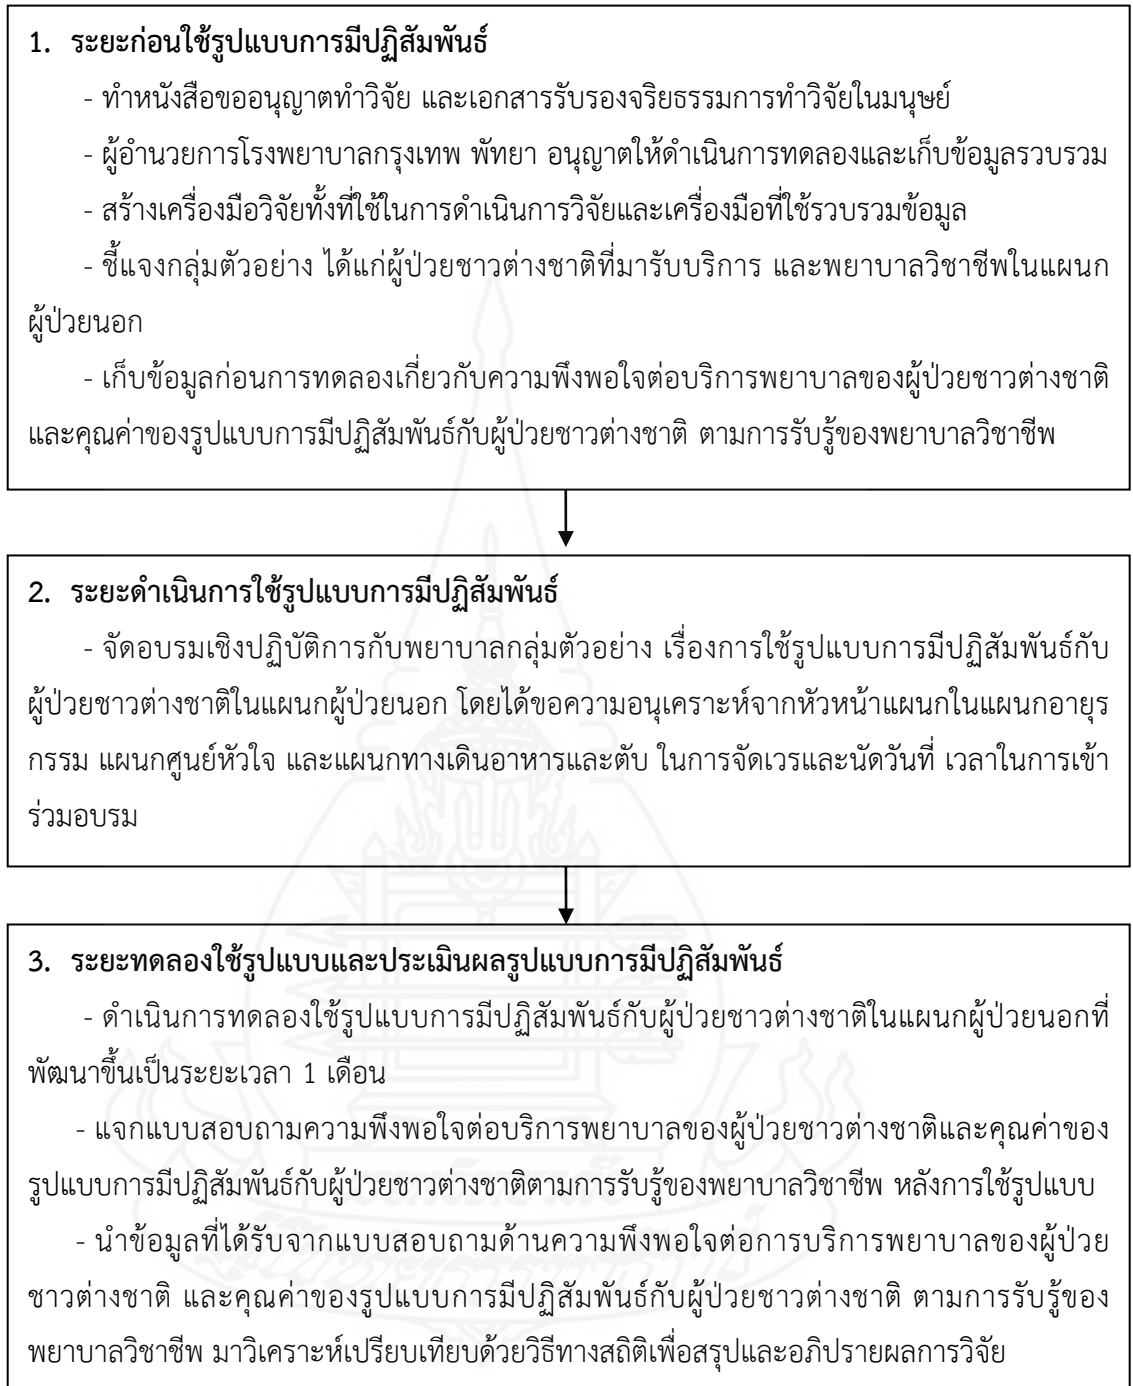 1. ระยะก่อนใช้รูปแบบการมีปฏิสัมพันธ์
- ทำหนังสือขออนุญาตทำวิจัย และเอกสารรับรองจริยธรรมการทำวิจัยในมนุษย์
- ผู้อำนวยการโรงพยาบาลกรุงเทพ พัทยา อนุญาตให้ดำเนินการทดลองและเก็บข้อมูลรวบรวม
- สร้างเครื่องมือวิจัยทั้งที่ใช้ในการดำเนินการวิจัยและเครื่องมือที่ใช้รวบรวมข้อมูล
- ชี้แจงกลุ่มตัวอย่าง ได้แก่ผู้ป่วยชาวต่างชาติที่มารับบริการ และพยาบาลวิชาชีพในแผนก
ผู้ป่วยนอก
- เก็บข้อมูลก่อนการทดลองเกี่ยวกับความพึงพอใจต่อบริการพยาบาลของผู้ป่วยชาวต่างชาติ
และคุณค่าของรูปแบบการมีปฏิสัมพันธ์กับผู้ป่วยชาวต่างชาติ ตามการรับรู้ของพยาบาลวิชาชีพ
2. ระยะดำเนินการใช้รูปแบบการมีปฏิสัมพันธ์
- จัดอบรมเชิงปฏิบัติการกับพยาบาลกลุ่มตัวอย่าง เรื่องการใช้รูปแบบการมีปฏิสัมพันธ์กับ
ผู้ป่วยชาวต่างชาติในแผนกผู้ป่วยนอก โดยได้ขอความอนุเคราะห์จากหัวหน้าแผนกในแผนกอายุร
กรรม แผนกศูนย์หัวใจ และแผนกทางเดินอาหารและตับ ในการจัดเวรและนัดวันที่ เวลาในการเข้า
ร่วมอบรม
3. ระยะทดลองใช้รูปแบบและประเมินผลรูปแบบการมีปฏิสัมพันธ์
- ดำเนินการทดลองใช้รูปแบบการมีปฏิสัมพันธ์กับผู้ป่วยชาวต่างชาติในแผนกผู้ป่วยนอกที่
พัฒนาขึ้นเป็นระยะเวลา 1 เดือน
- แจกแบบสอบถามความพึงพอใจต่อบริการพยาบาลของผู้ป่วยชาวต่างชาติและคุณค่าของ
รูปแบบการมีปฏิสัมพันธ์กับผู้ป่วยชาวต่างชาติตามการรับรู้ของพยาบาลวิชาชีพ หลังการใช้รูปแบบ
- นำข้อมูลที่ได้รับจากแบบสอบถามด้านความพึงพอใจต่อการบริการพยาบาลของผู้ป่วย
ชาวต่างชาติ และคุณค่าของรูปแบบการมีปฏิสัมพันธ์กับผู้ป่วยชาวต่างชาติ ตามการรับรู้ของ
พยาบาลวิชาชีพ มาวิเคราะห์เปรียบเทียบด้วยวิธีทางสถิติเพื่อสรุปและอภิปรายผลการวิจัย